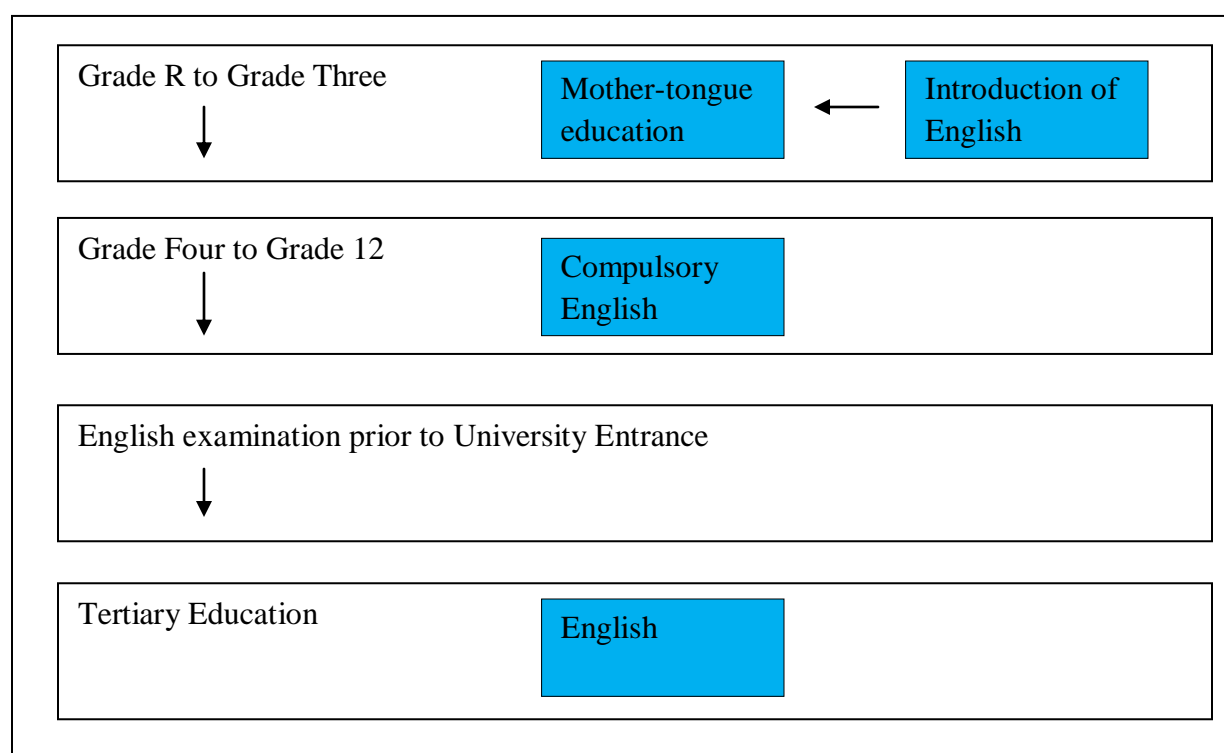 Grade R to Grade Three
Mother-tongue
education
Introduction of
English
Grade Four to Grade 12
Compulsory
English
English examination prior to University Entrance
Tertiary Education
English